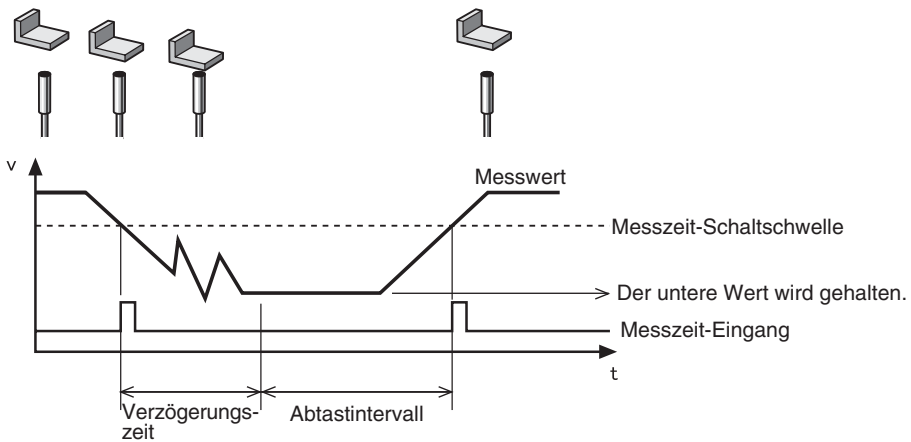 v
Messwert
Messzeit-Schaltschwelle
Der untere Wert wird gehalten.
Messzeit-Eingang
t
Verzögerungs-
zeit
Abtastintervall